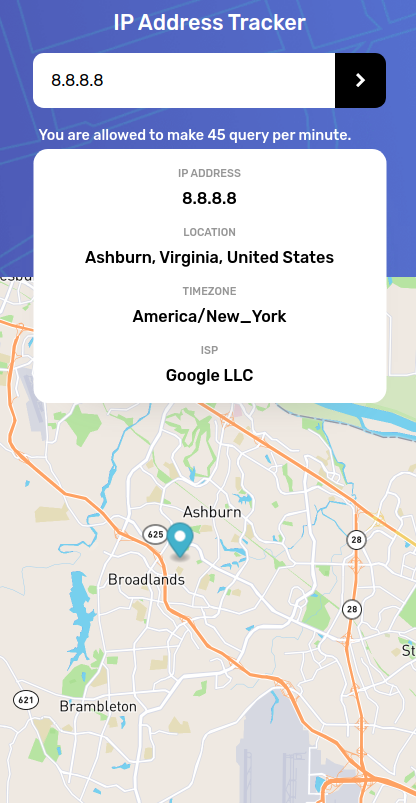 IP Address Tracker
8.8.8.8
You are allowed to make 45 query per minute.
IP ADDRESS
8.8.8.8
LOCATION
Ashburn, Virginia, United States
TIMEZONE
America/New_York
ISP
Google LLC
Ashburn
625
28
Broadlands
28
621
Brambleton